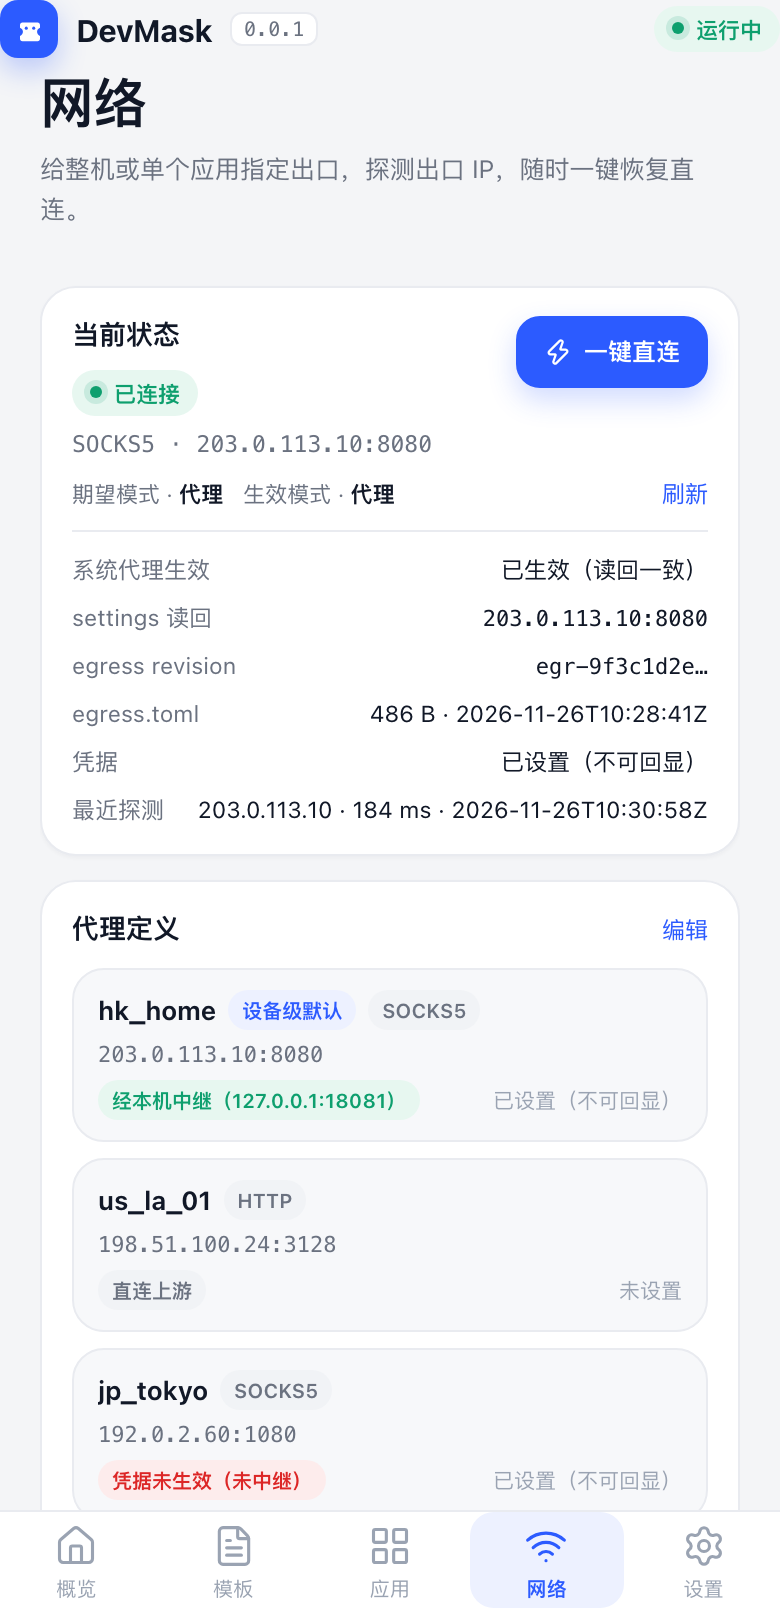 DevMask 0.0.1 运行中
网络
给整机或单个应用指定出口，探测出口 IP，随时一键恢复直
连。
当前状态 一键直连
已连接
SOCKS5 · 203.0.113.10:8080
期望模式 · 代理 生效模式 · 代理 刷新
系统代理生效 已生效（读回一致）
settings 读回 203.0.113.10:8080
egress revision egr-9f3c1d2e…
egress.toml 486 B · 2026-11-26T10:28:41Z
凭据 已设置（不可回显）
最近探测 203.0.113.10 · 184 ms · 2026-11-26T10:30:58Z
代理定义 编辑
hk_home 设备级默认 SOCKS5
203.0.113.10:8080
经本机中继（127.0.0.1:18081） 已设置（不可回显）
us_la_01 HTTP
198.51.100.24:3128
直连上游 未设置
jp_tokyo SOCKS5
192.0.2.60:1080
凭据未生效（未中继） 已设置（不可回显）
概览 模板 应用 网络 设置